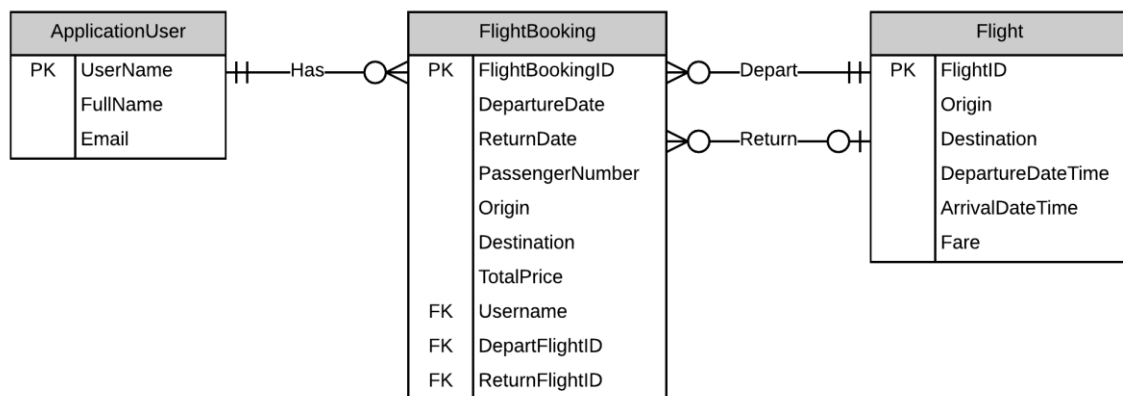 ApplicationUser
PK UserName
FullName
Email
Has
FlightBooking
PK FlightBookingID
DepartureDate
ReturnDate
PassengerNumber
Origin
Destination
TotalPrice
FK Username
FK DepartFlightID
FK ReturnFlightID
Depart
Return
Flight
PK FlightID
Origin
Destination
DepartureDateTime
ArrivalDateTime
Fare